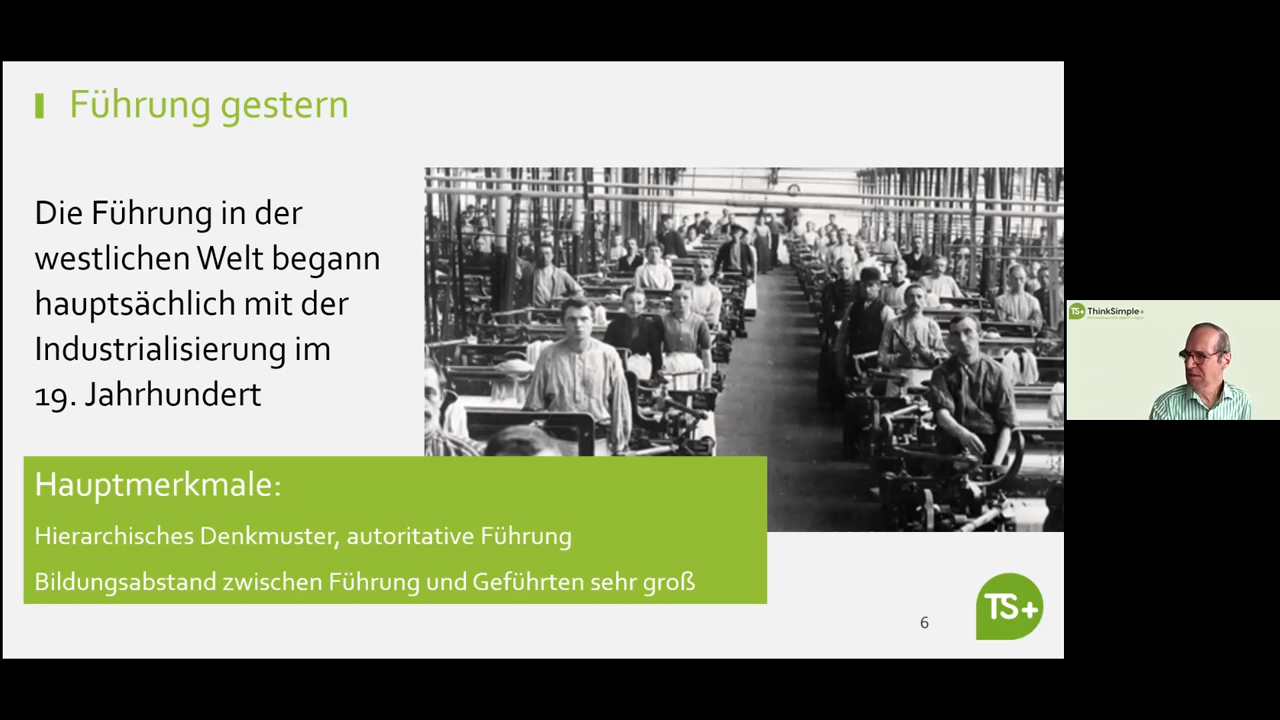 Führung gestern
Die Führung in der
westlichen Welt begann
hauptsächlich mit der
Industrialisierung im
19. Jahrhundert
Hauptmerkmale:
Hierarchisches Denkmuster, autoritative Führung
Bildungsabstand zwischen Führung und Geführten sehr groß
6
TS+
TS+ ThinkSimple+